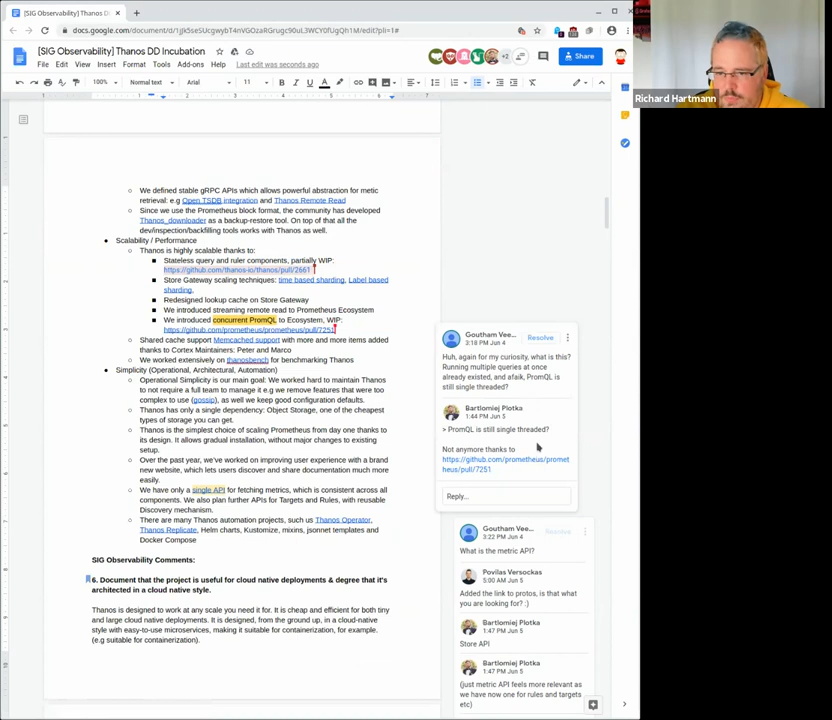 [SIG Observability] Thanos DD
docs.google.com/document/d/1jJk5seSUcgwybT4nVGOzaRGrugc90uL3WCY0fUgQh1M/edit?pli=1#
[SIG Observability] Thanos DD Incubation
File Edit View Insert Format Tools Add-ons Help Last edit was seconds ago
+2
Share
100% Normal text Arial 11
Richard Hartmann
We defined stable gRPC APIs which allows powerful abstraction for metic
retrieval: e.g Open TSDB integration and Thanos Remote Read
Since we use the Prometheus block format, the community has developed
Thanos_downloader as a backup-restore tool. On top of that all the
dev/inspection/backfilling tools works with Thanos as well.
Scalability / Performance
Thanos is highly scalable thanks to:
Stateless query and ruler components, partially WIP:
https://github.com/thanos-io/thanos/pull/2661
Store Gateway scaling techniques: time based sharding, Label based
sharding.
Redesigned lookup cache on Store Gateway
We introduced streaming remote read to Prometheus Ecosystem
We introduced concurrent PromQL to Ecosystem, WIP:
https://github.com/prometheus/prometheus/pull/7251
Shared cache support Memcached support with more and more items added
thanks to Cortex Maintainers: Peter and Marco
We worked extensively on thanosbench for benchmarking Thanos
Simplicity (Operational, Architectural, Automation)
Operational Simplicity is our main goal: We worked hard to maintain Thanos
to not require a full team to manage it e.g we remove features that were too
complex to use (gossip), as well we keep good configuration defaults.
Thanos has only a single dependency: Object Storage, one of the cheapest
types of storage you can get.
Thanos is the simplest choice of scaling Prometheus from day one thanks to
its design. It allows gradual installation, without major changes to existing
setup.
Over the past year, we've worked on improving user experience with a brand
new website, which lets users discover and share documentation much more
easily.
We have only a single API for fetching metrics, which is consistent across all
components. We also plan further APIs for Targets and Rules, with reusable
Discovery mechanism.
There are many Thanos automation projects, such us Thanos Operator,
Thanos Replicate, Helm charts, Kustomize, mixins, jsonnet templates and
Docker Compose
SIG Observability Comments:
6. Document that the project is useful for cloud native deployments & degree that it's
architected in a cloud native style.
Thanos is designed to work at any scale you need it for. It is cheap and efficient for both tiny
and large cloud native deployments. It is designed, from the ground up, in a cloud-native
style with easy-to-use microservices, making it suitable for containerization, for example.
(e.g suitable for containerization).
Goutham Vee...
3:18 PM Jun 4
Resolve
Huh, again for my curiosity, what is this?
Running multiple queries at once
already existed, and afaik, PromQL is
still single threaded?
Bartlomiej Plotka
1:44 PM Jun 5
> PromQL is still single threaded?
Not anymore thanks to
https://github.com/prometheus/promet
heus/pull/7251
Reply...
Goutham Vee...
3:22 PM Jun 4
Resolve
What is the metric API?
Povilas Versockas
5:00 AM Jun 5
Added the link to protos, is that what
you are looking for? :)
Bartlomiej Plotka
1:47 PM Jun 5
Store API
Bartlomiej Plotka
1:47 PM Jun 5
(just metric API feels more relevant as
we have now one for rules and targets
etc)